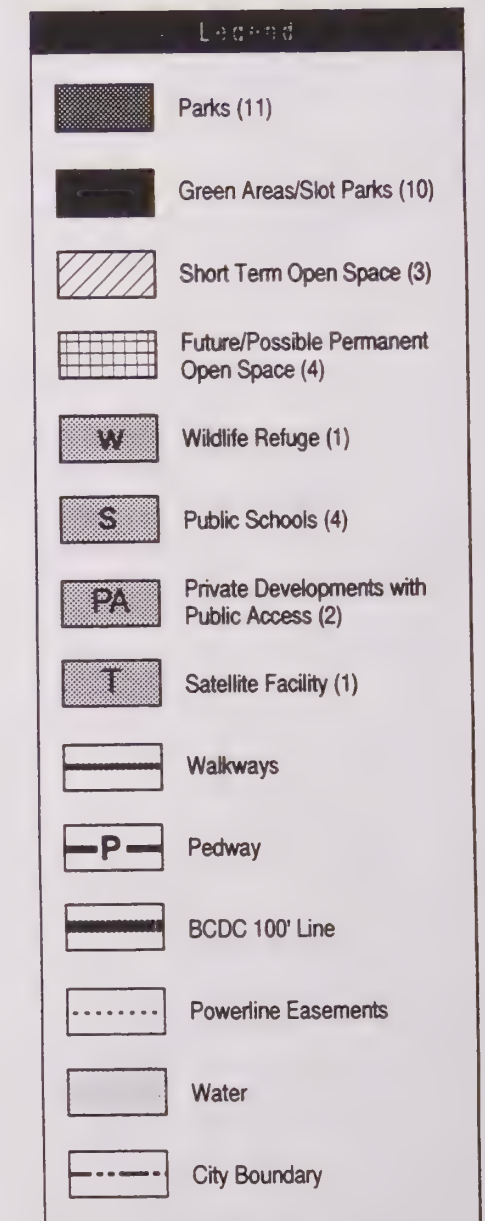 Legend
Parks (11)
Green Areas/Slot Parks (10)
Short Term Open Space (3)
Future/Possible Permanent
Open Space (4)
W Wildlife Refuge (1)
S Public Schools (4)
PA Private Developments with
Public Access (2)
T Satellite Facility (1)
Walkways
P Pedway
BCDC 100' Line
Powerline Easements
Water
City Boundary